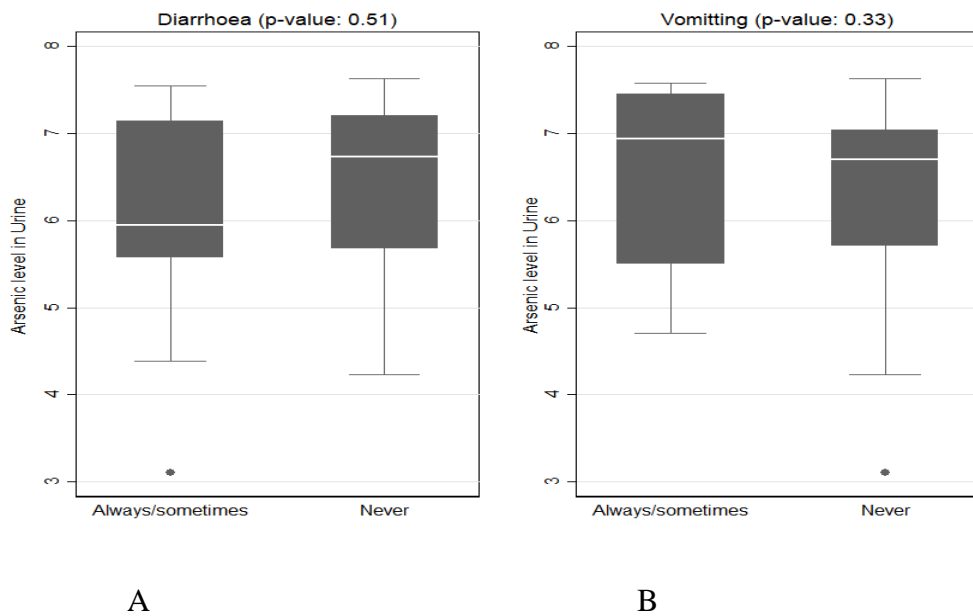 Diarrhoea (p-value: 0.51)
Arsenic level in Urine
8
7
6
5
4
3
Always/sometimes Never
A
Vomitting (p-value: 0.33)
Arsenic level in Urine
8
7
6
5
4
3
Always/sometimes Never
B